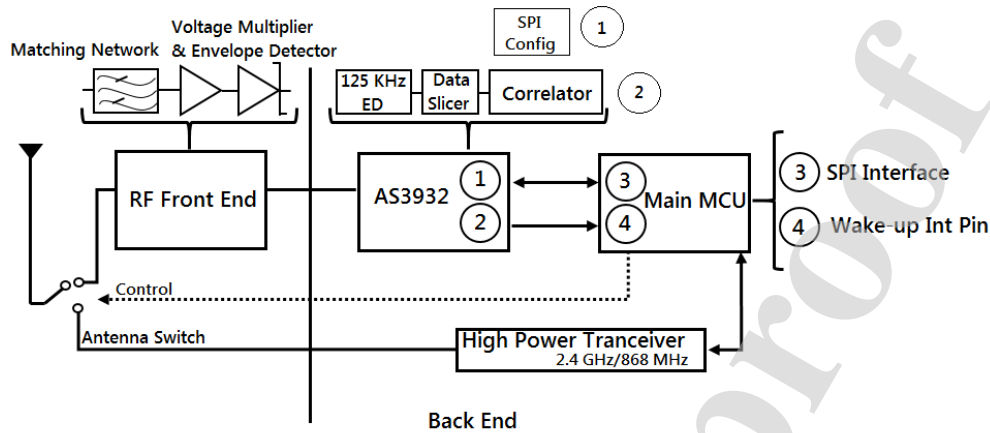 Voltage Multiplier
Matching Network & Envelope Detector
SPI
Config
1
125 KHz
ED
Data
Slicer
Correlator
2
RF Front End
AS3932
1
2
3
4
Main MCU
3 SPI Interface
4 Wake-up Int Pin
Control
Antenna Switch
High Power Tranceiver
2.4 GHz/868 MHz
Back End
proof